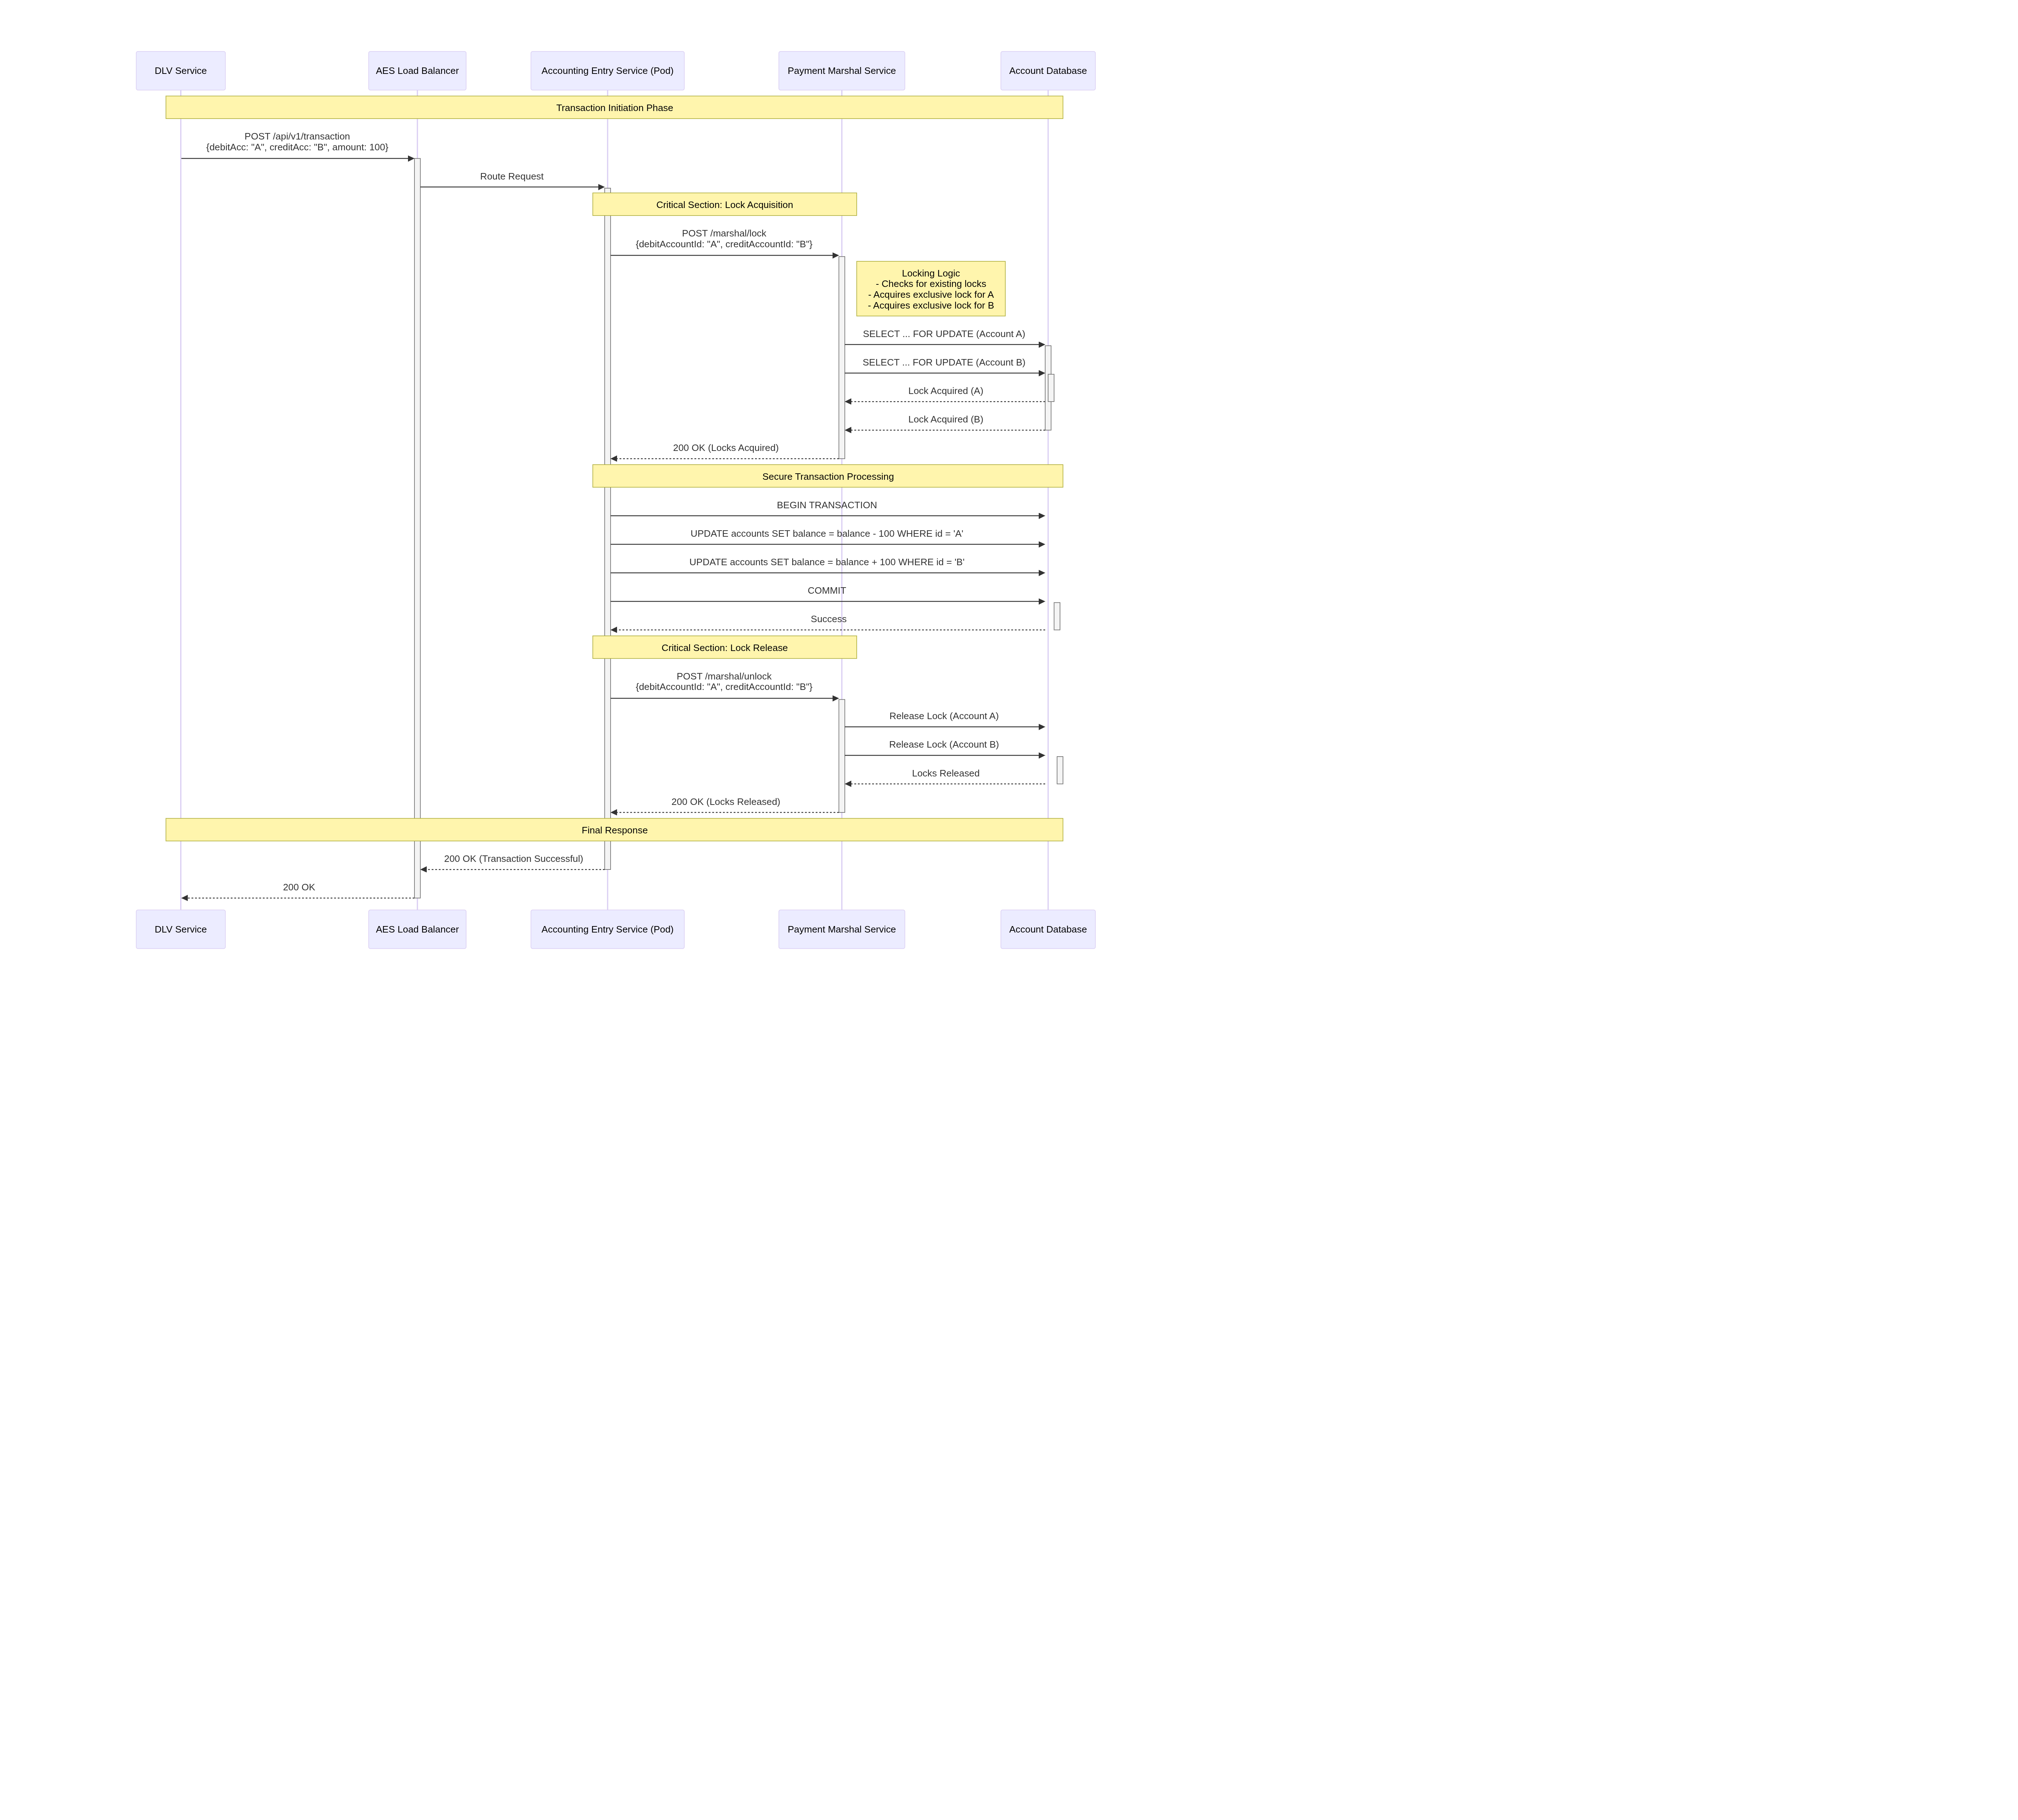 DLV Service
AES Load Balancer
Accounting Entry Service (Pod)
Payment Marshal Service
Account Database
Transaction Initiation Phase
POST /api/v1/transaction
{debitAcc: "A", creditAcc: "B", amount: 100}
Route Request
Critical Section: Lock Acquisition
POST /marshal/lock
{debitAccountId: "A", creditAccountId: "B"}
Locking Logic
- Checks for existing locks
- Acquires exclusive lock for A
- Acquires exclusive lock for B
SELECT ... FOR UPDATE (Account A)
SELECT ... FOR UPDATE (Account B)
Lock Acquired (A)
Lock Acquired (B)
200 OK (Locks Acquired)
Secure Transaction Processing
BEGIN TRANSACTION
UPDATE accounts SET balance = balance - 100 WHERE id = 'A'
UPDATE accounts SET balance = balance + 100 WHERE id = 'B'
COMMIT
Success
Critical Section: Lock Release
POST /marshal/unlock
{debitAccountId: "A", creditAccountId: "B"}
Release Lock (Account A)
Release Lock (Account B)
Locks Released
200 OK (Locks Released)
Final Response
200 OK (Transaction Successful)
200 OK
DLV Service
AES Load Balancer
Accounting Entry Service (Pod)
Payment Marshal Service
Account Database